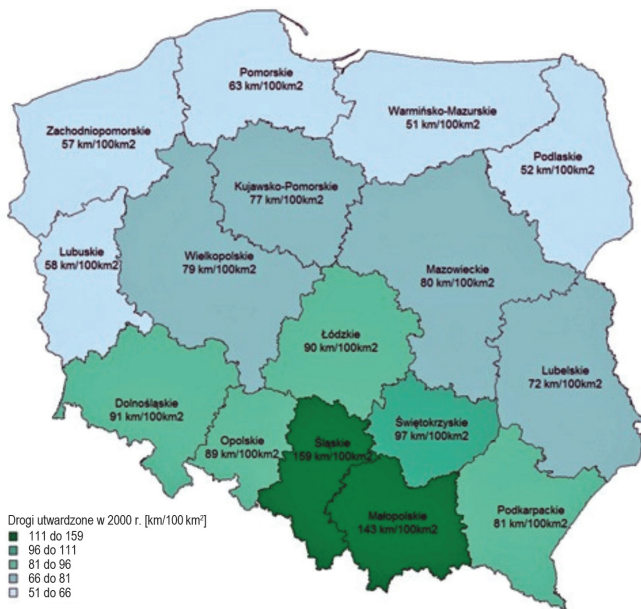 Pomorskie
63 km/100km2
Warmińsko-Mazurskie
51 km/100km2
Zachodniopomorskie
57 km/100km2
Podlaskie
52 km/100km2
Kujawsko-Pomorskie
77 km/100km2
Lubuskie
58 km/100km2
Wielkopolskie
79 km/100km2
Mazowieckie
80 km/100km2
Łódzkie
90 km/100km2
Lubelskie
72 km/100km2
Dolnośląskie
91 km/100km2
Opolskie
89 km/100km2
Śląskie
159 km/100km2
Świętokrzyskie
97 km/100km2
Małopolskie
143 km/100km2
Podkarpackie
81 km/100km2
Drogi utwardzone w 2000 r. [km/100 km²]
111 do 159
96 do 111
81 do 96
66 do 81
51 do 66